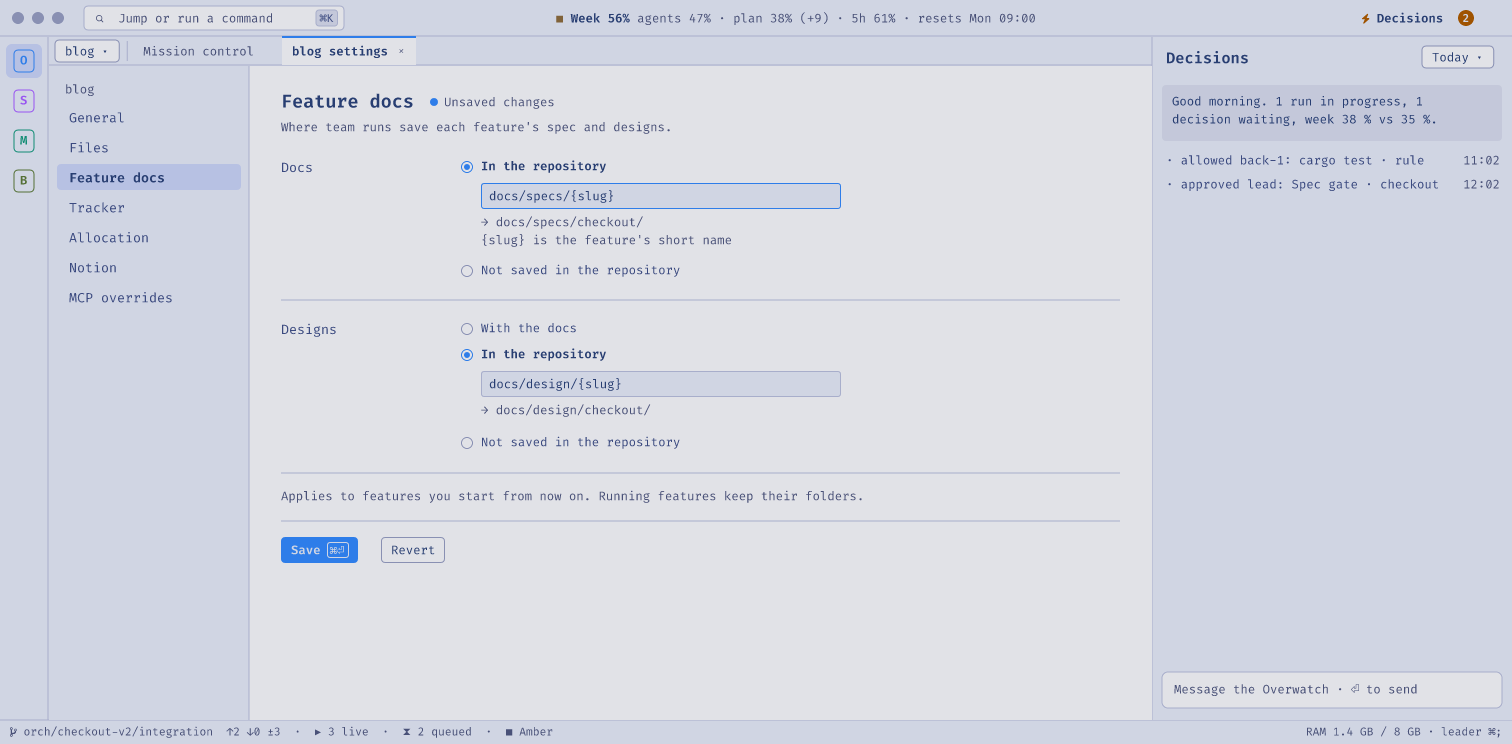 Jump or run a command ⌘K
■ Week 56% agents 47% · plan 38% (+9) · 5h 61% · resets Mon 09:00
Decisions 2
O
S
M
B
blog ▾
Mission control
blog settings ×
blog
General
Files
Feature docs
Tracker
Allocation
Notion
MCP overrides
Feature docs ● Unsaved changes
Where team runs save each feature's spec and designs.
Docs
In the repository
docs/specs/{slug}
→ docs/specs/checkout/
{slug} is the feature's short name
Not saved in the repository
Designs
With the docs
In the repository
docs/design/{slug}
→ docs/design/checkout/
Not saved in the repository
Applies to features you start from now on. Running features keep their folders.
Save ⌘⏎
Revert
Decisions
Today ▾
Good morning. 1 run in progress, 1
decision waiting, week 38 % vs 35 %.
· allowed back-1: cargo test · rule 11:02
· approved lead: Spec gate · checkout 12:02
Message the Overwatch · ⏎ to send
orch/checkout-v2/integration ↑2 ↓0 ±3 · ▶ 3 live · ⧗ 2 queued · ■ Amber
RAM 1.4 GB / 8 GB · leader ⌘;